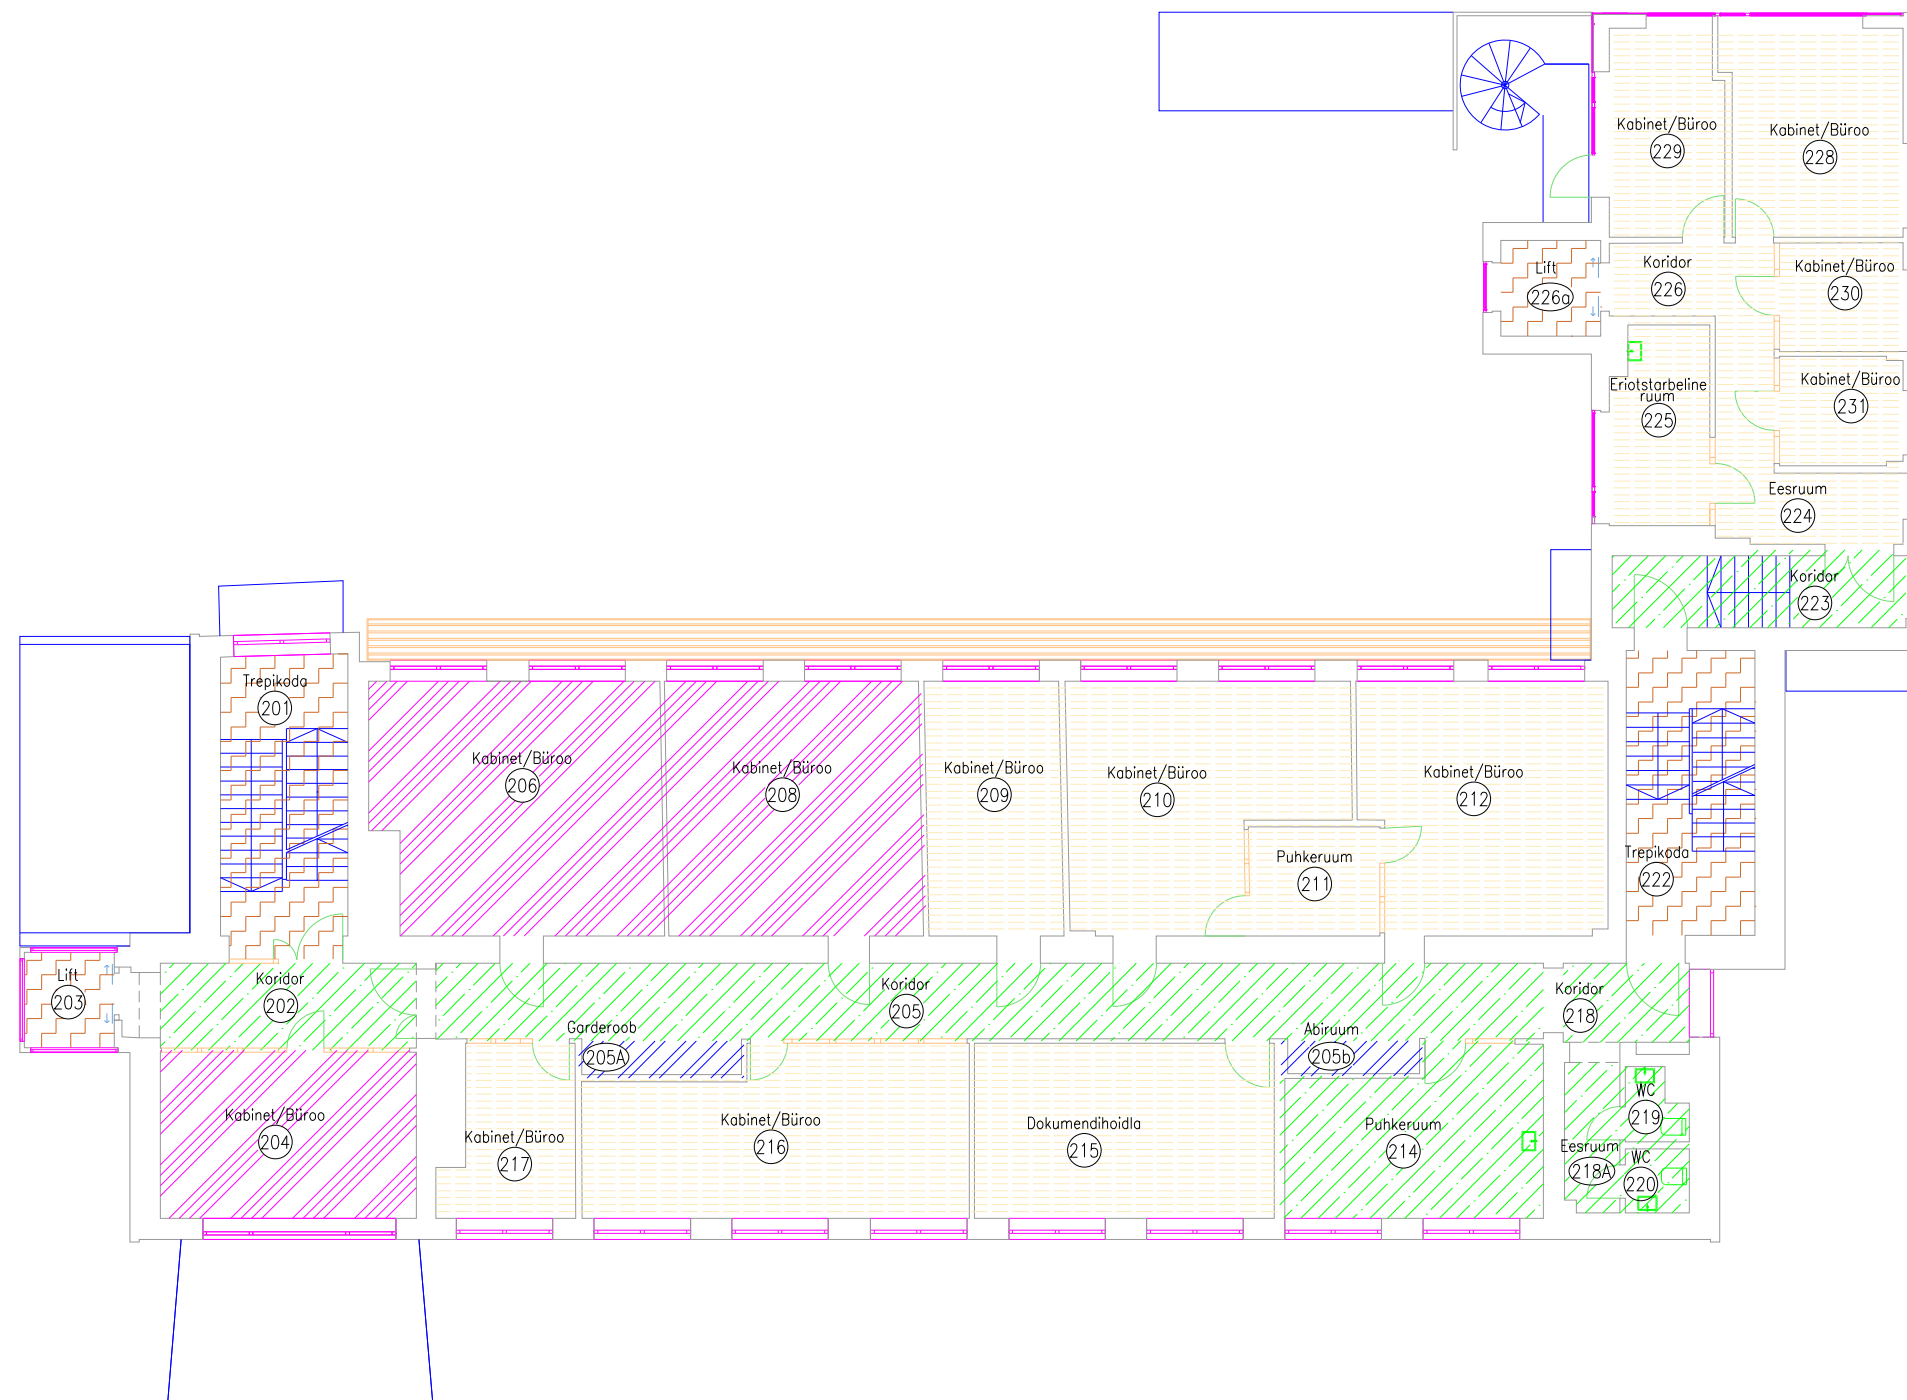 Kabinet/Büroo
229
Kabinet/Büroo
228
Lift
226a
Koridor
226
Kabinet/Büroo
230
Eriotstarbeline
ruum
225
Kabinet/Büroo
231
Eesruum
224
Koridor
223
Trepikoda
201
Kabinet/Büroo
206
Kabinet/Büroo
208
Kabinet/Büroo
209
Kabinet/Büroo
210
Kabinet/Büroo
212
Puhkeruum
211
Trepikoda
222
Lift
203
Koridor
202
Koridor
205
Koridor
218
Garderoob
205A
Abiruum
205b
Kabinet/Büroo
204
Kabinet/Büroo
217
Kabinet/Büroo
216
Dokumendihoidla
215
Puhkeruum
214
Eesruum
218A
WC
219
WC
220